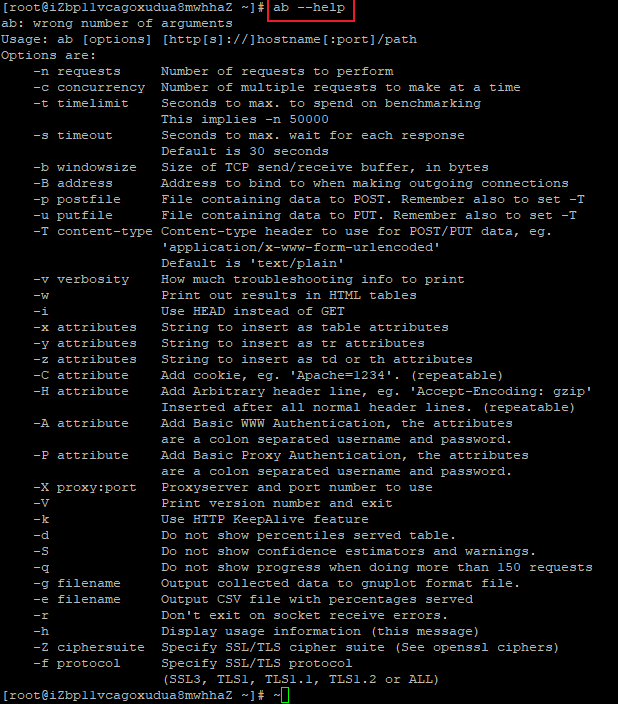 [root@iZbp11vcagoxudua8mwhhaZ ~]# ab --help
ab: wrong number of arguments
Usage: ab [options] [http[s]://]hostname[:port]/path
Options are:
    -n requests     Number of requests to perform
    -c concurrency  Number of multiple requests to make at a time
    -t timelimit    Seconds to max. to spend on benchmarking
                    This implies -n 50000
    -s timeout      Seconds to max. wait for each response
                    Default is 30 seconds
    -b windowsize   Size of TCP send/receive buffer, in bytes
    -B address      Address to bind to when making outgoing connections
    -p postfile     File containing data to POST. Remember also to set -T
    -u putfile      File containing data to PUT. Remember also to set -T
    -T content-type Content-type header to use for POST/PUT data, eg.
                    'application/x-www-form-urlencoded'
                    Default is 'text/plain'
    -v verbosity    How much troubleshooting info to print
    -w              Print out results in HTML tables
    -i              Use HEAD instead of GET
    -x attributes   String to insert as table attributes
    -y attributes   String to insert as tr attributes
    -z attributes   String to insert as td or th attributes
    -C attribute    Add cookie, eg. 'Apache=1234'. (repeatable)
    -H attribute    Add Arbitrary header line, eg. 'Accept-Encoding: gzip'
                    Inserted after all normal header lines. (repeatable)
    -A attribute    Add Basic WWW Authentication, the attributes
                    are a colon separated username and password.
    -P attribute    Add Basic Proxy Authentication, the attributes
                    are a colon separated username and password.
    -X proxy:port   Proxyserver and port number to use
    -V              Print version number and exit
    -k              Use HTTP KeepAlive feature
    -d              Do not show percentiles served table.
    -S              Do not show confidence estimators and warnings.
    -q              Do not show progress when doing more than 150 requests
    -g filename     Output collected data to gnuplot format file.
    -e filename     Output CSV file with percentages served
    -r              Don't exit on socket receive errors.
    -h              Display usage information (this message)
    -Z ciphersuite  Specify SSL/TLS cipher suite (See openssl ciphers)
    -f protocol     Specify SSL/TLS protocol
                    (SSL3, TLS1, TLS1.1, TLS1.2 or ALL)
[root@iZbp11vcagoxudua8mwhhaZ ~]# ~